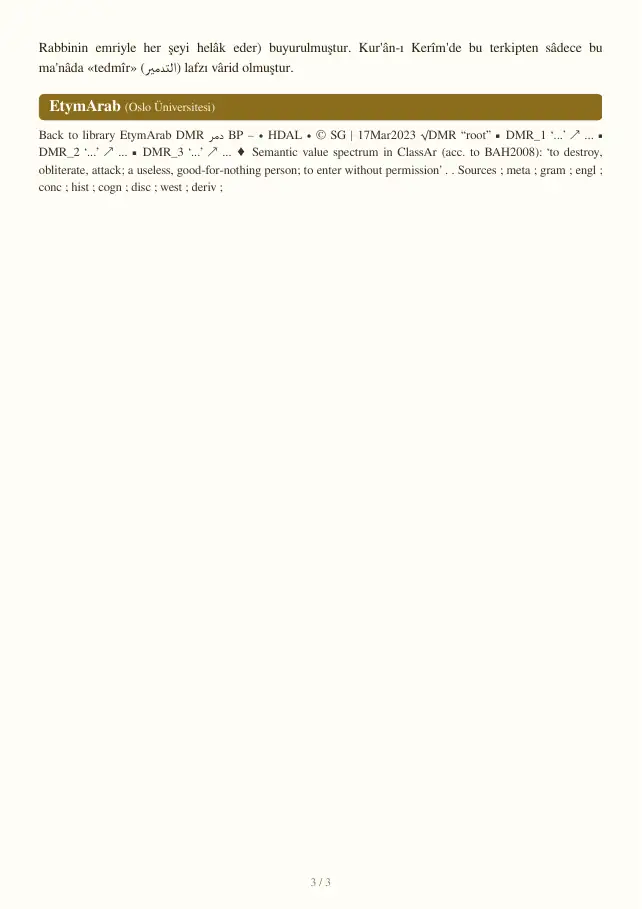 Rabbinin emriyle her şeyi helâk eder) buyurulmuştur. Kur'ân-ı Kerîm'de bu terkipten sâdece bu
ma'nâda «tedmîr» (التدمير) lafzı vârid olmuştur.
EtymArab (Oslo Üniversitesi)
Back to library EtymArab DMR دمر BP – • HDAL • © SG | 17Mar2023 √DMR “root” ▪ DMR_1 ‘...’ ↗ ... ▪
DMR_2 ‘...’ ↗ ... ▪ DMR_3 ‘...’ ↗ ... ♦ Semantic value spectrum in ClassAr (acc. to BAH2008): ‘to destroy,
obliterate, attack; a useless, good-for-nothing person; to enter without permission’ . . Sources ; meta ; gram ; engl ;
conc ; hist ; cogn ; disc ; west ; deriv ;
3 / 3